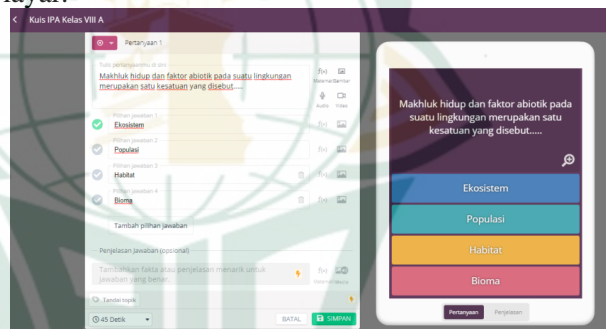 layar.
< Kuis IPA Kelas VIII A
Pertanyaan 1
Tulis pertanyaanmu di sini
Makhluk hidup dan faktor abiotik pada suatu lingkungan
merupakan satu kesatuan yang disebut.....
f(x)
Matematika Gambar
Audio Video
Pilihan jawaban 1
Ekosistem
f(x)
Pilihan jawaban 2
Populasi
f(x)
Pilihan jawaban 3
Habitat
f(x)
Pilihan jawaban 4
Bioma
f(x)
Tambah pilihan jawaban
Penjelasan Jawaban (opsional)
Tambahkan fakta atau penjelasan menarik untuk
jawaban yang benar.
f(x)
Tandai topik
45 Detik
BATAL
SIMPAN
Makhluk hidup dan faktor abiotik pada
suatu lingkungan merupakan satu
kesatuan yang disebut.....
Ekosistem
Populasi
Habitat
Bioma
Pertanyaan Penjelasan